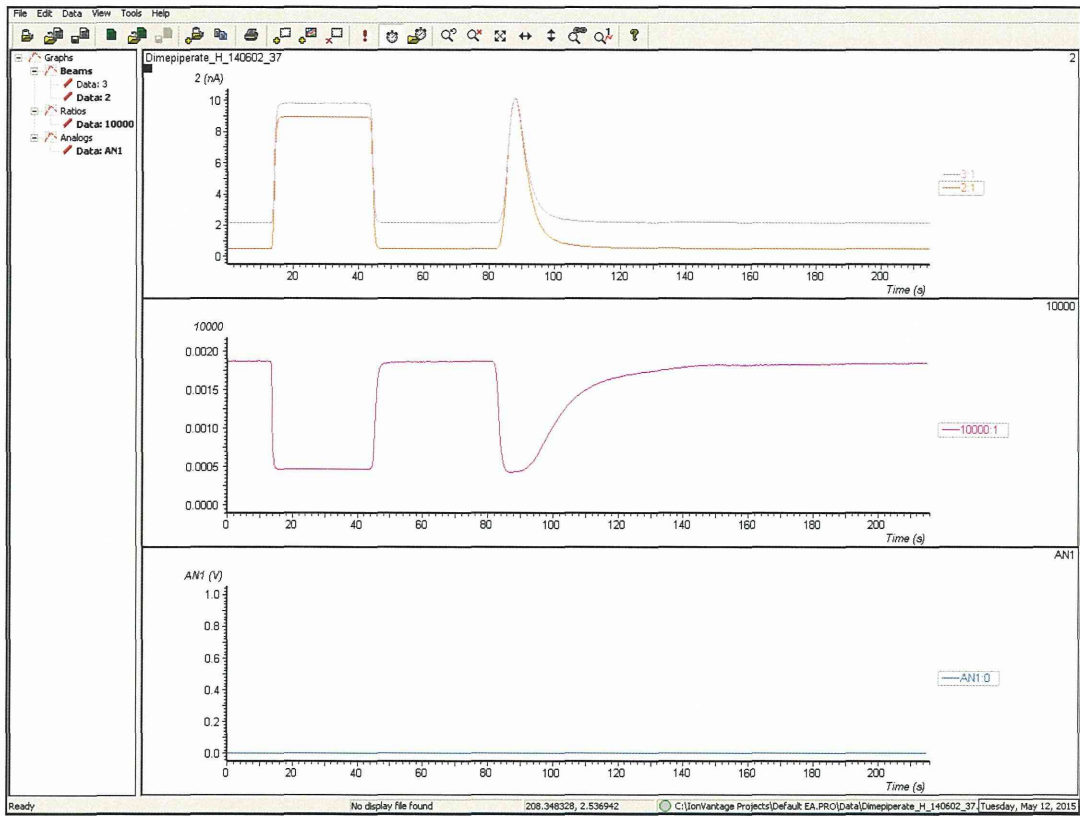 File Edit Data View Tools Help
Graphs
Beams
Data: 3
Data: 2
Ratios
Data: 10000
Analogs
Data: AN1
Dimepiperate_H_140602_37
2
2 (nA)
10
8
6
4
2
0
20 40 60 80 100 120 140 160 180 200
Time (s)
3:1
2:1
10000
10000
0.0020
0.0015
0.0010
0.0005
0.0000
0 20 40 60 80 100 120 140 160 180 200
Time (s)
10000:1
AN1
AN1 (V)
1.0
0.8
0.6
0.4
0.2
0.0
0 20 40 60 80 100 120 140 160 180 200
Time (s)
AN1:0
Ready No display file found 208.348328, 2.536942 C:\IonVantage Projects\Default EA.PRO\Data\Dimepiperate_H_140602_37. Tuesday, May 12, 2015